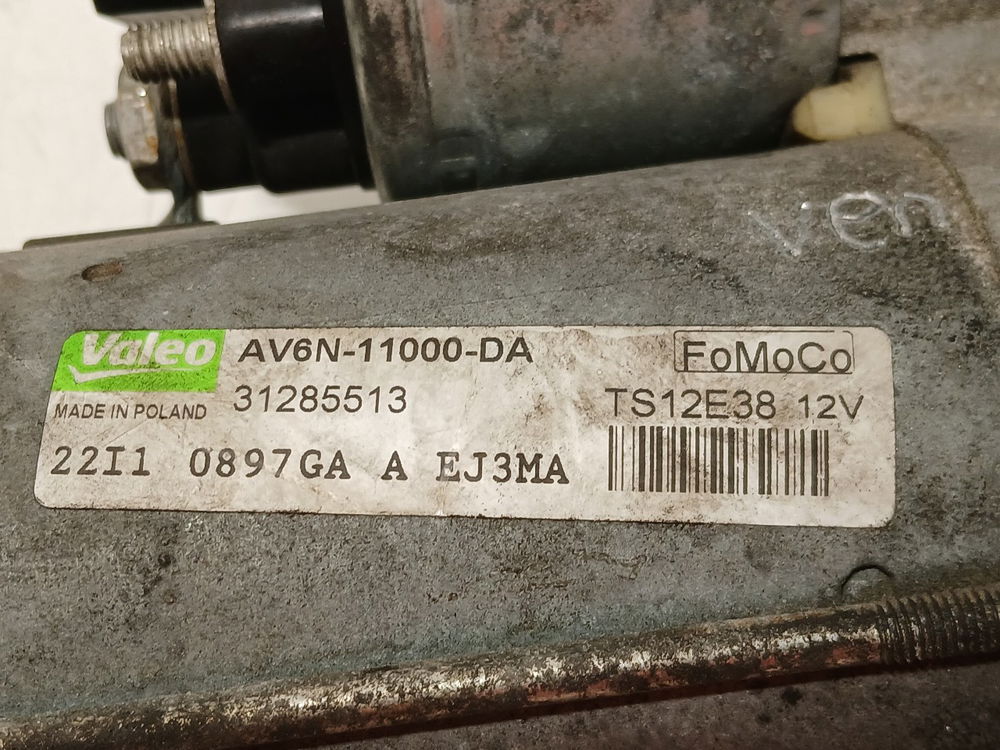 ven
Valeo AV6N-11000-DA FoMoCo
MADE IN POLAND 31285513 TS12E38 12V
22I1 0897GA A EJ3MA